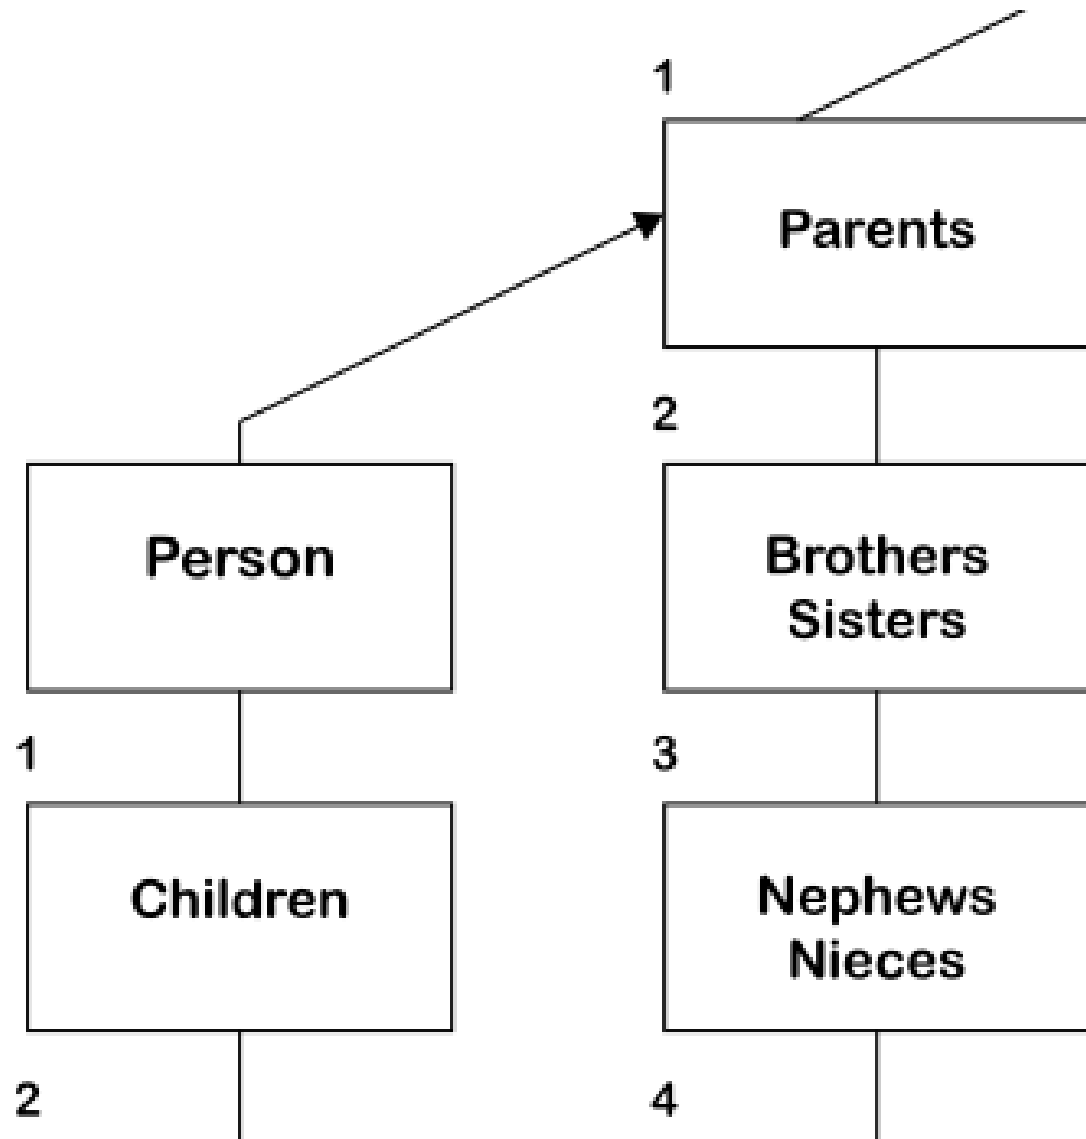 1
Parents
2
Person
Brothers
Sisters
1
3
Children
Nephews
Nieces
2
4